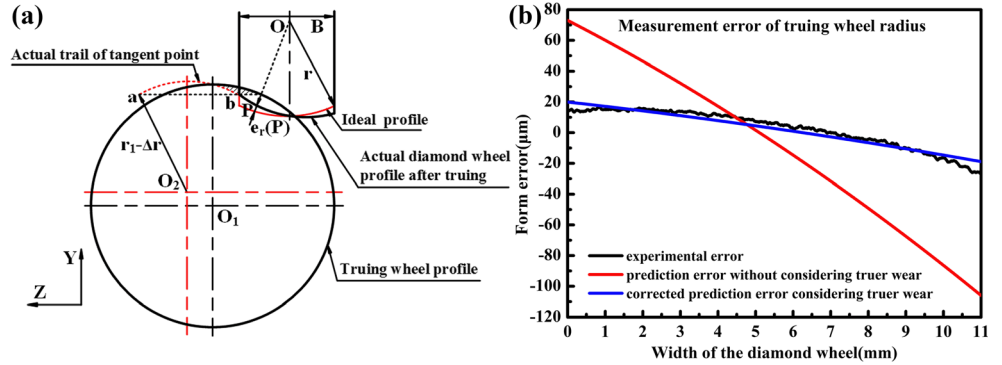 (a)
O
B
Actual trail of tangent point
r
a
b
P
e_r(P)
Ideal profile
r₁-Δr
Actual diamond wheel
profile after truing
O₂
O₁
Y
Z
Truing wheel profile
(b)
Measurement error of truing wheel radius
80
60
40
20
0
-20
-40
-60
-80
-100
-120
Form error(μm)
experimental error
prediction error without considering truer wear
corrected prediction error considering truer wear
0 1 2 3 4 5 6 7 8 9 10 11
Width of the diamond wheel(mm)